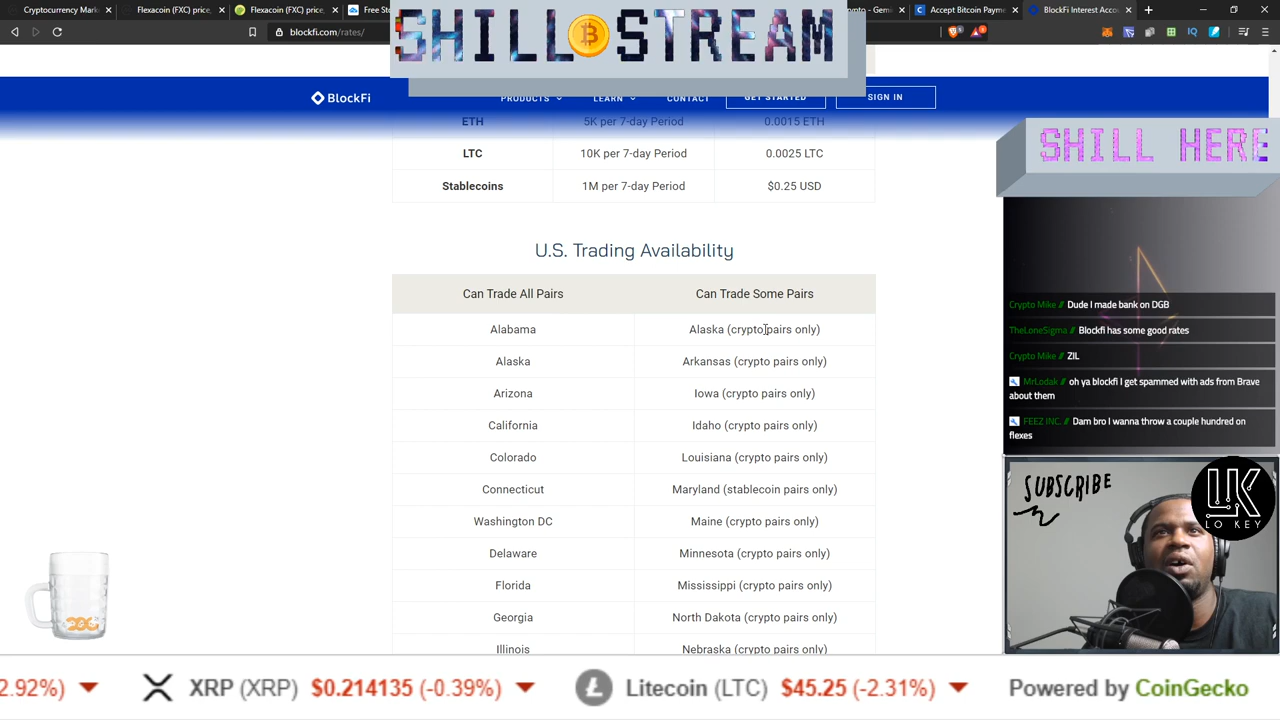 Cryptocurrency Mark
Flexacoin (FXC) price,
Flexacoin (FXC) price,
Free Sto
Gemi
Accept Bitcoin Payme
BlockFi Interest Acco
blockfi.com/rates/
SHILL STREAM
BlockFi
PRODUCTS
LEARN
CONTACT
GET STARTED
SIGN IN
ETH 5K per 7-day Period 0.0015 ETH
LTC 10K per 7-day Period 0.0025 LTC
Stablecoins 1M per 7-day Period $0.25 USD
U.S. Trading Availability
Can Trade All Pairs Can Trade Some Pairs
Alabama Alaska (crypto pairs only)
Alaska Arkansas (crypto pairs only)
Arizona Iowa (crypto pairs only)
California Idaho (crypto pairs only)
Colorado Louisiana (crypto pairs only)
Connecticut Maryland (stablecoin pairs only)
Washington DC Maine (crypto pairs only)
Delaware Minnesota (crypto pairs only)
Florida Mississippi (crypto pairs only)
Georgia North Dakota (crypto pairs only)
Illinois Nebraska (crypto pairs only)
SHILL HERE
Crypto Mike // Dude I made bank on DGB
TheLoneSigma // Blockfi has some good rates
Crypto Mike // ZIL
MrLodak // oh ya blockfi I get spammed with ads from Brave
about them
FEEZ INC. // Dam bro I wanna throw a couple hundred on
flexes
SUBSCRIBE
LK
LO KEY
2.92%)
XRP (XRP) $0.214135 (-0.39%)
Litecoin (LTC) $45.25 (-2.31%)
Powered by CoinGecko